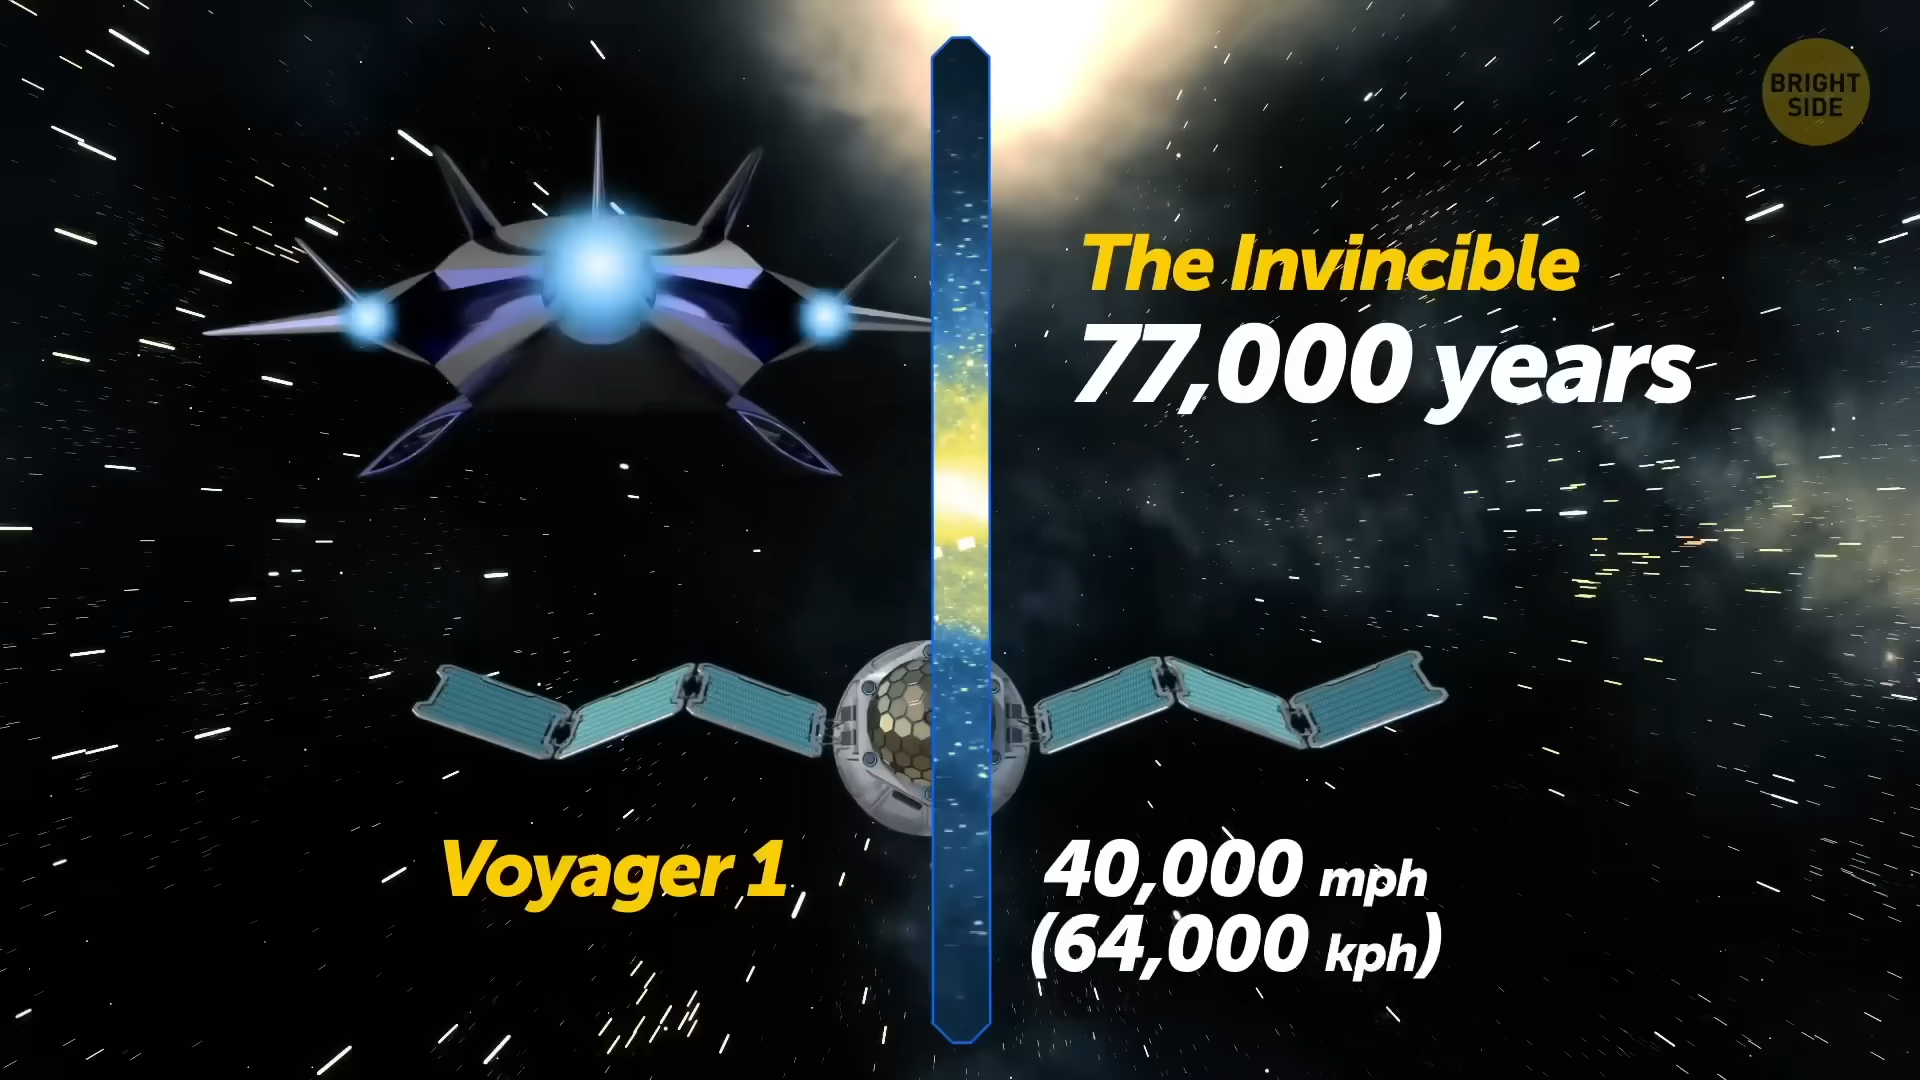 BRIGHT
SIDE
The Invincible
77,000 years
Voyager 1
40,000 mph
(64,000 kph)